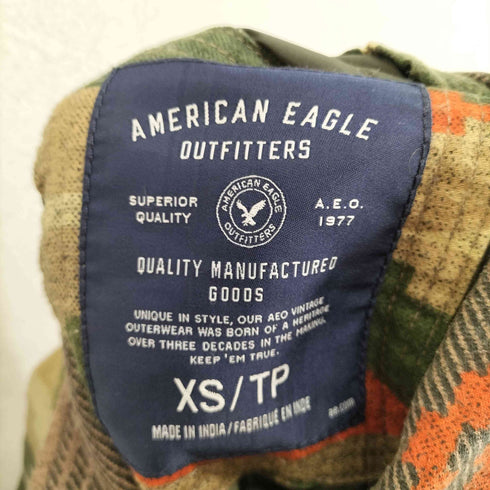 AMERICAN EAGLE
OUTFITTERS
SUPERIOR
QUALITY
AMERICAN EAGLE
OUTFITTERS
A.E.O.
1977
QUALITY MANUFACTURED
GOODS
UNIQUE IN STYLE, OUR AEO VINTAGE
OUTERWEAR WAS BORN OF A HERITAGE
OVER THREE DECADES IN THE MAKING.
KEEP 'EM TRUE.
XS/TP
MADE IN INDIA/FABRIQUÉ EN INDE
ae.com